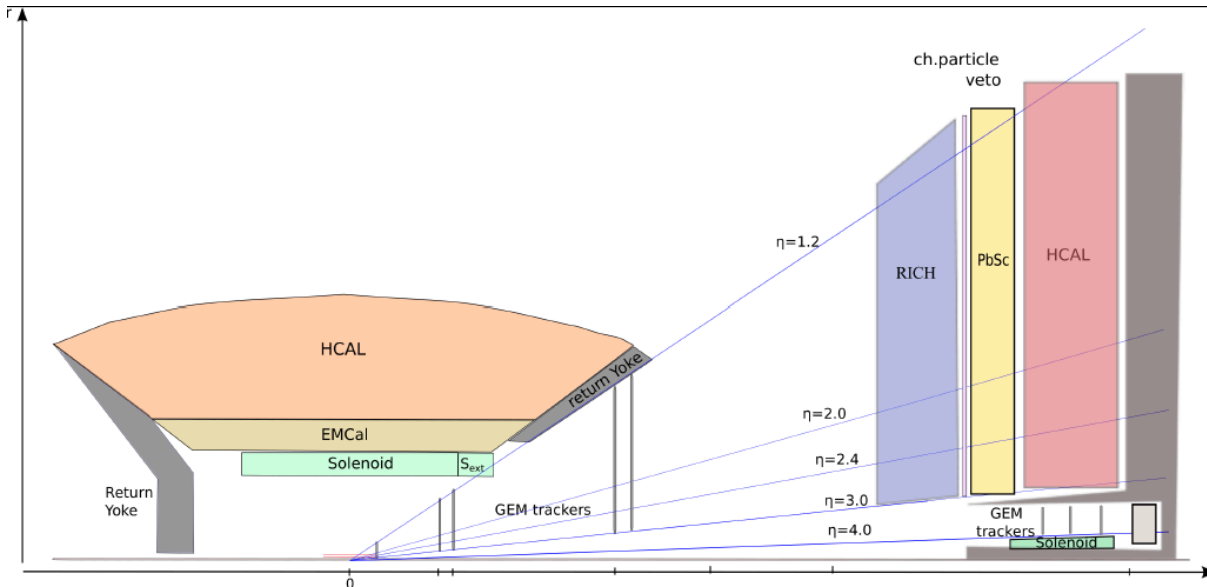 r
ch.particle
veto
η=1.2
RICH
PbSc
HCAL
HCAL
return Yoke
η=2.0
EMCal
η=2.4
Solenoid
Sext
Return
Yoke
GEM trackers
η=3.0
η=4.0
GEM
trackers
Solenoid
0